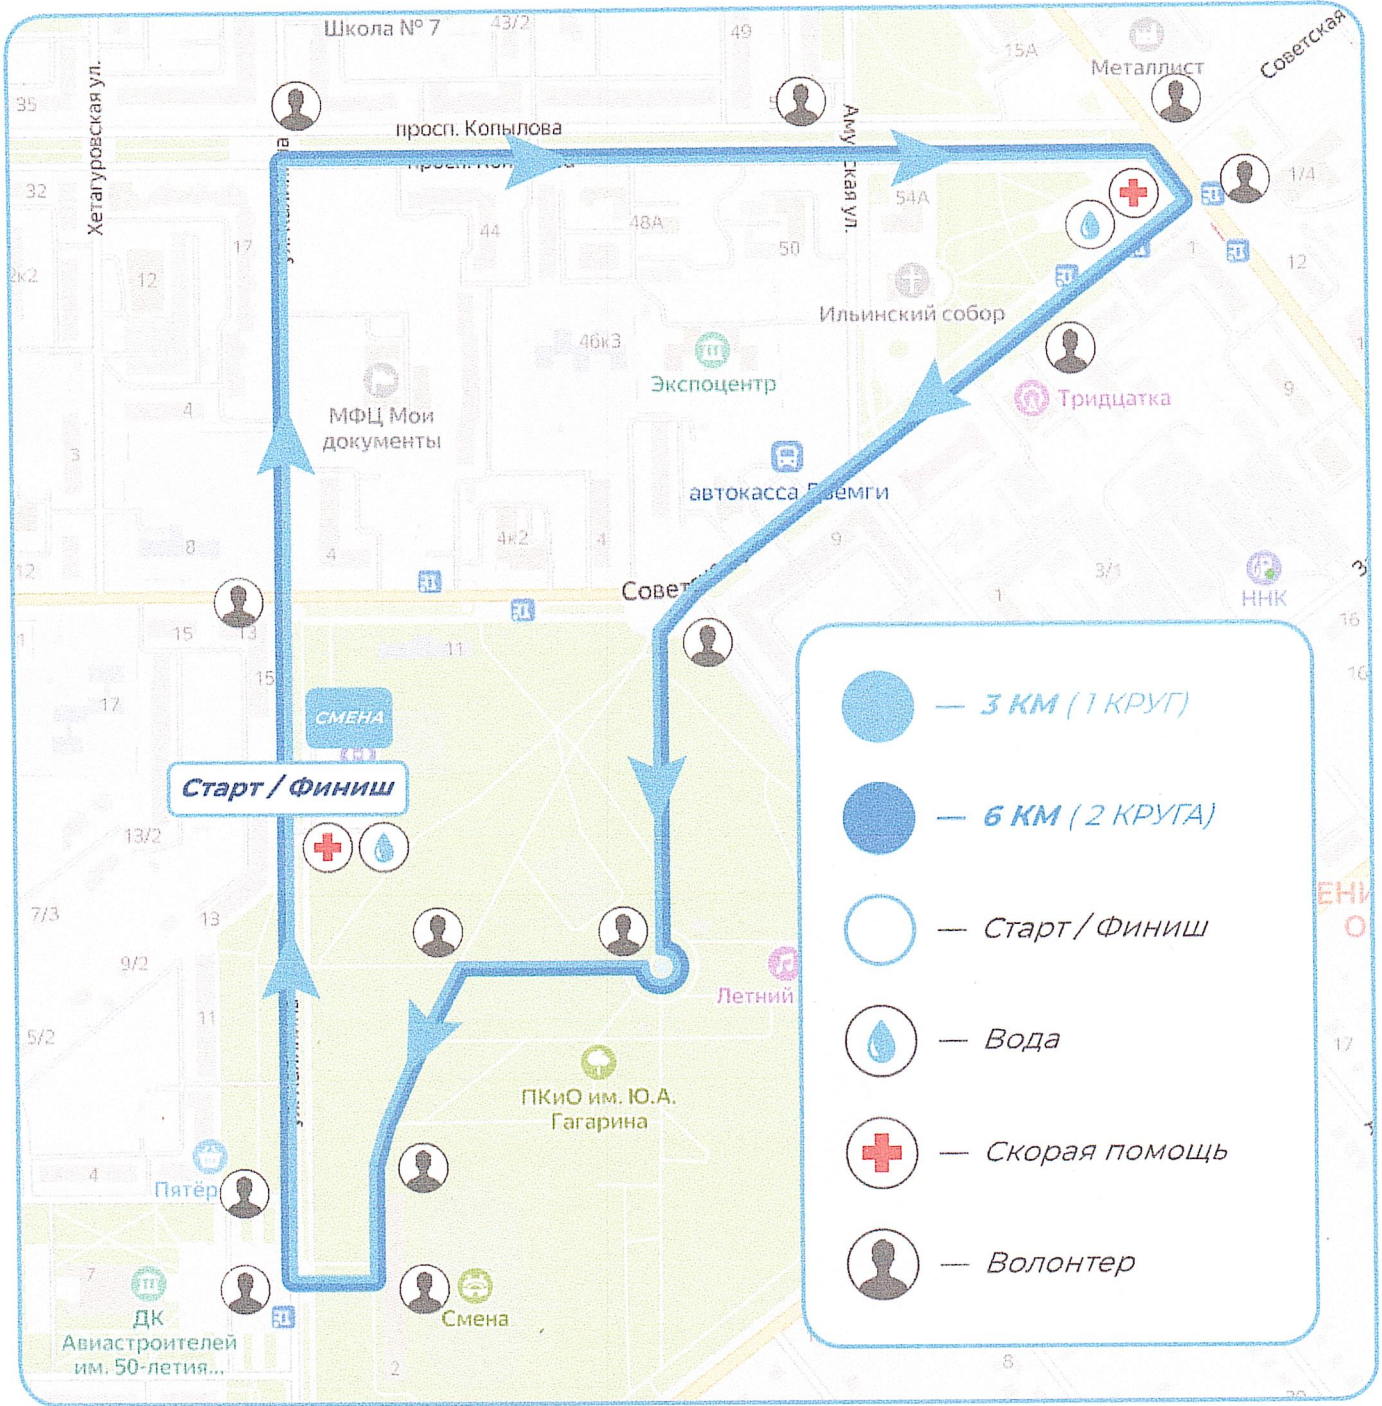 Школа № 7
43/2
49
15А
Металлист
Советская
35
Хетагуровская ул.
просп. Копылова
32
17
44
48А
50
54А
1/4
1
12
2к2
12
Ильинский собор
46к3
Экспоцентр
МФЦ Мои
документы
4
3
Тридцатка
9
автокасса Дземги
8
4
4к2
4
9
3/1
ННК
12
Совет
1
15
13
11
16
15
17
СМЕНА
16
3 КМ (1 КРУГ)
Старт / Финиш
6 КМ (2 КРУГА)
13/2
7/3
13
Старт / Финиш
9/2
Летний
11
5/2
Вода
17
ПКиО им. Ю.А.
Гагарина
4
Пятёр
Скорая помощь
7
Волонтер
ДК
Авиастроителей
им. 50-летия...
Смена
2
8